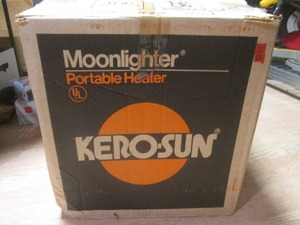 Moonlighter®
Portable Heater
UL
KERO-SUN®